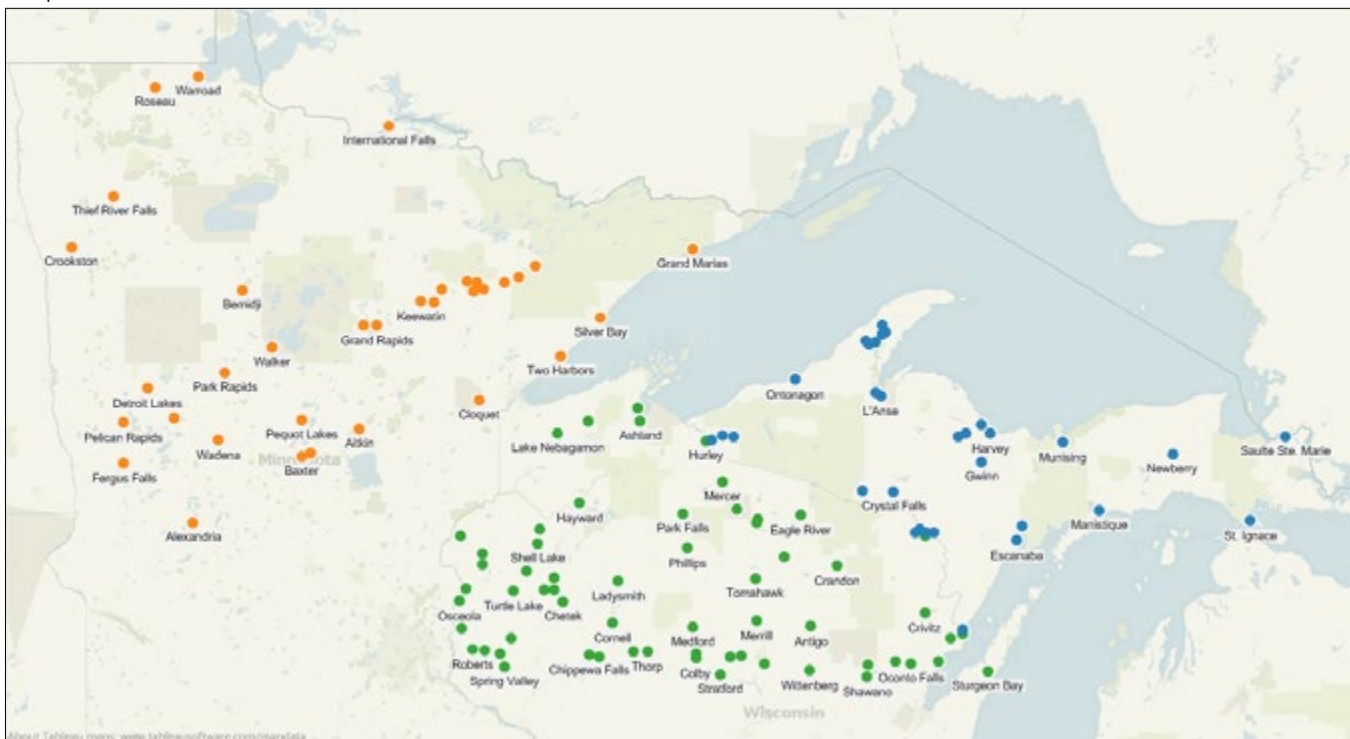 Warroad
Roseau
International Falls
Thief River Falls
Crookston
Grand Marias
Bemidji
Keewatin
Silver Bay
Grand Rapids
Walker
Two Harbors
Park Rapids
Ontonagon
Detroit Lakes
Cloquet
L'Anse
Pelican Rapids
Pequot Lakes
Aitkin
Lake Nebagamon
Ashland
Wadena
Hurley
Harvey
Munising
Saulte Ste. Marie
Minnesota
Baxter
Newberry
Fergus Falls
Gwinn
Mercer
Crystal Falls
Hayward
Park Falls
Eagle River
Manistique
Alexandria
St. Ignace
Shell Lake
Escanaba
Phillips
Crandon
Ladysmith
Tomahawk
Turtle Lake
Chetek
Osceola
Crivitz
Cornell
Medford
Merrill
Antigo
Roberts
Chippewa Falls
Thorp
Colby
Oconto Falls
Spring Valley
Stratford
Wittenberg
Shawano
Sturgeon Bay
Wisconsin
About Tableau maps: www.tableausoftware.com/mapdata